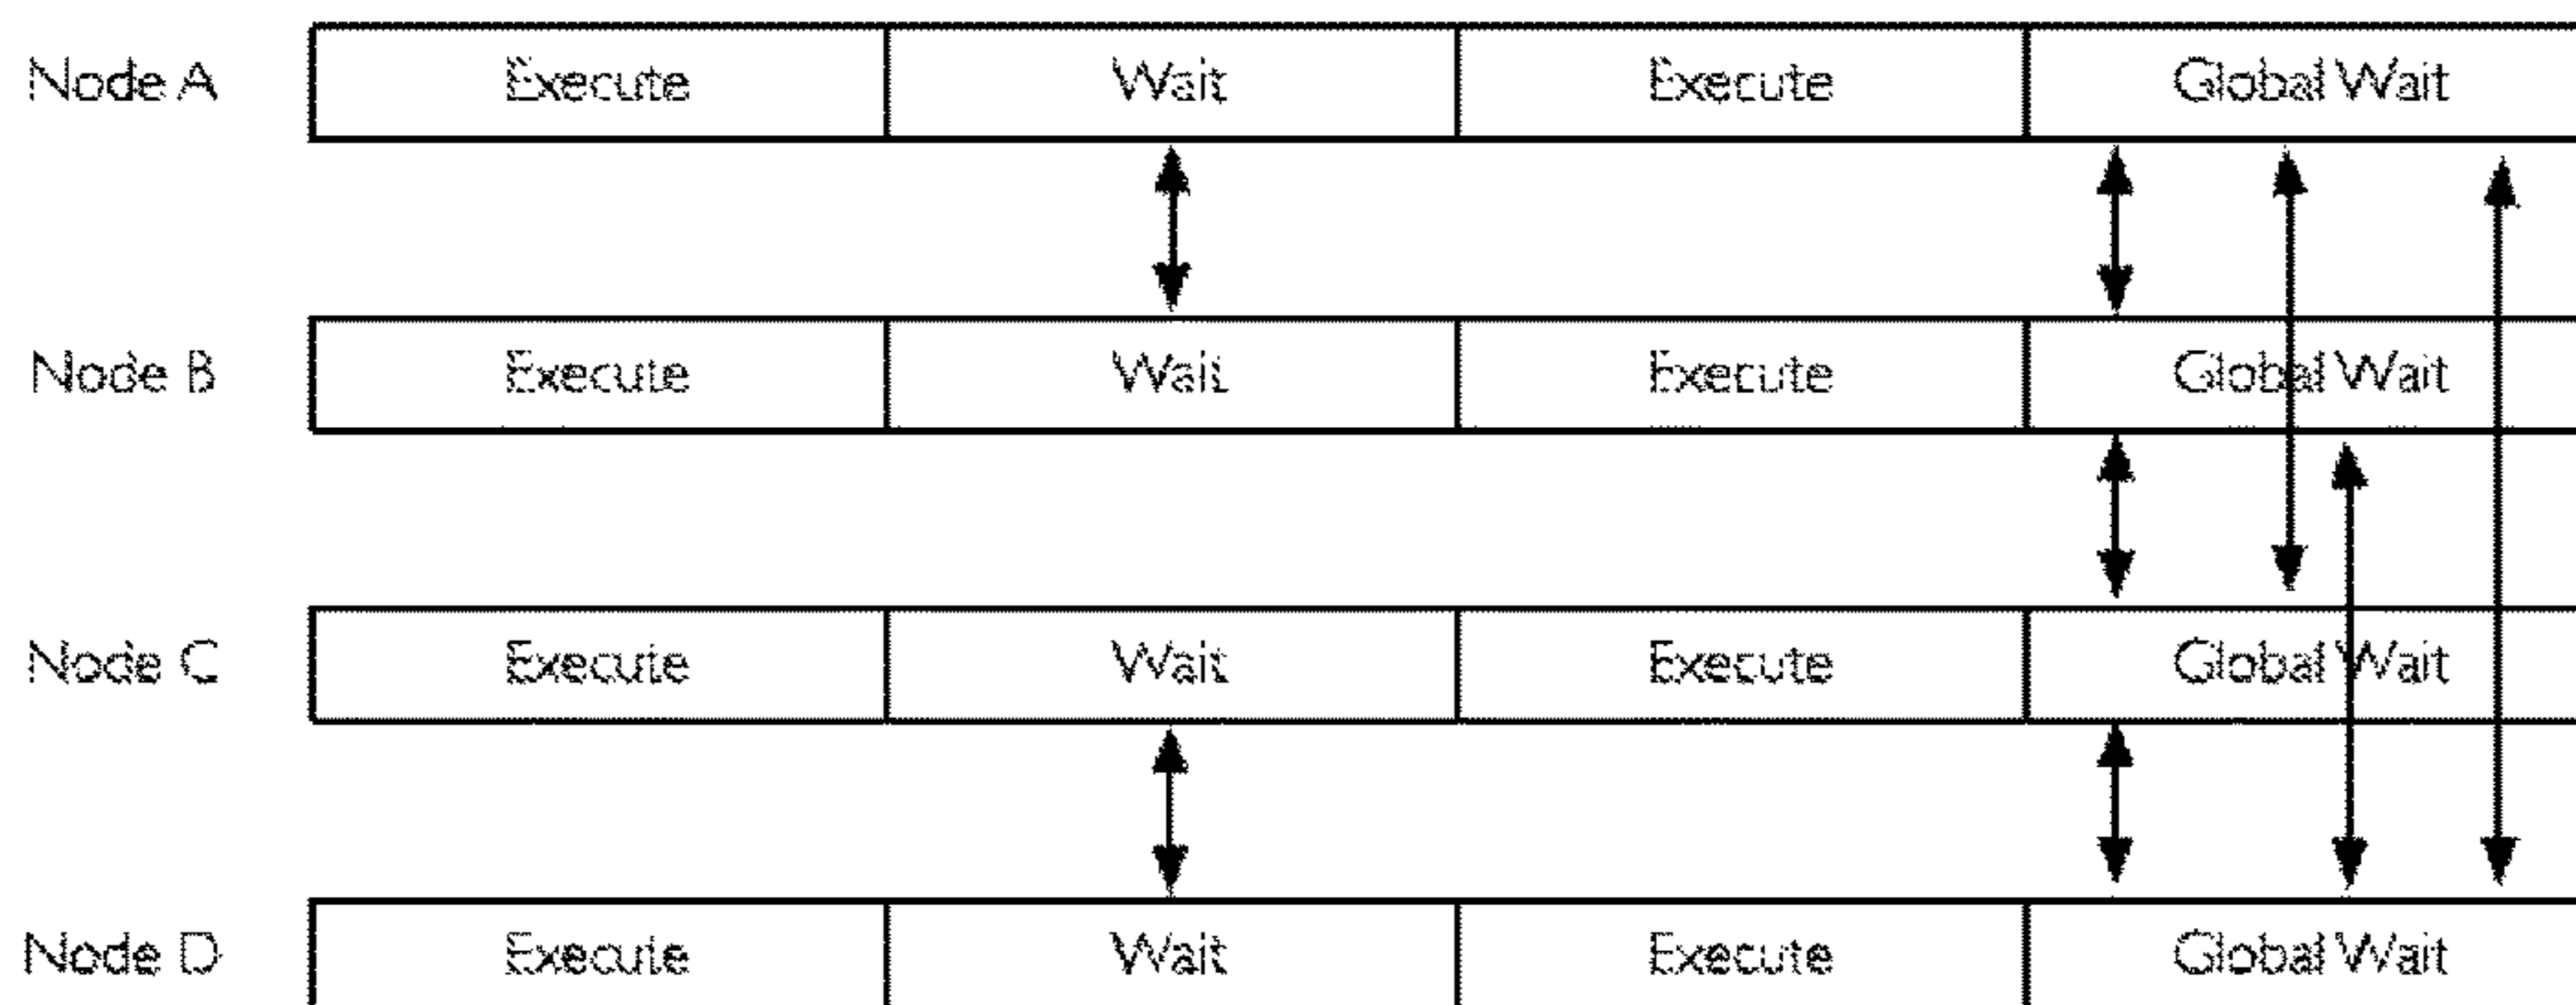 Node A Execute Wait Execute Global Wait
Node B Execute Wait Execute Global Wait
Node C Execute Wait Execute Global Wait
Node D Execute Wait Execute Global Wait